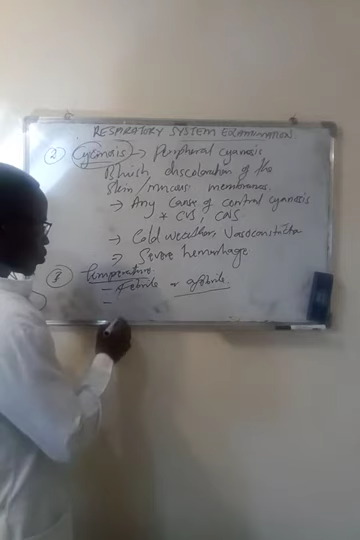 RESPIRATORY SYSTEM EXAMINATION
② Cyanosis → Peripheral cyanosis
Bluish discoloration of the
skin/mucous membranes.
→ Any cause of central cyanosis
* CVS, CNS
→ Cold weather, Vasoconstriction
→ Severe hemorrhage
③ Temperature
- febrile or afebrile.
-